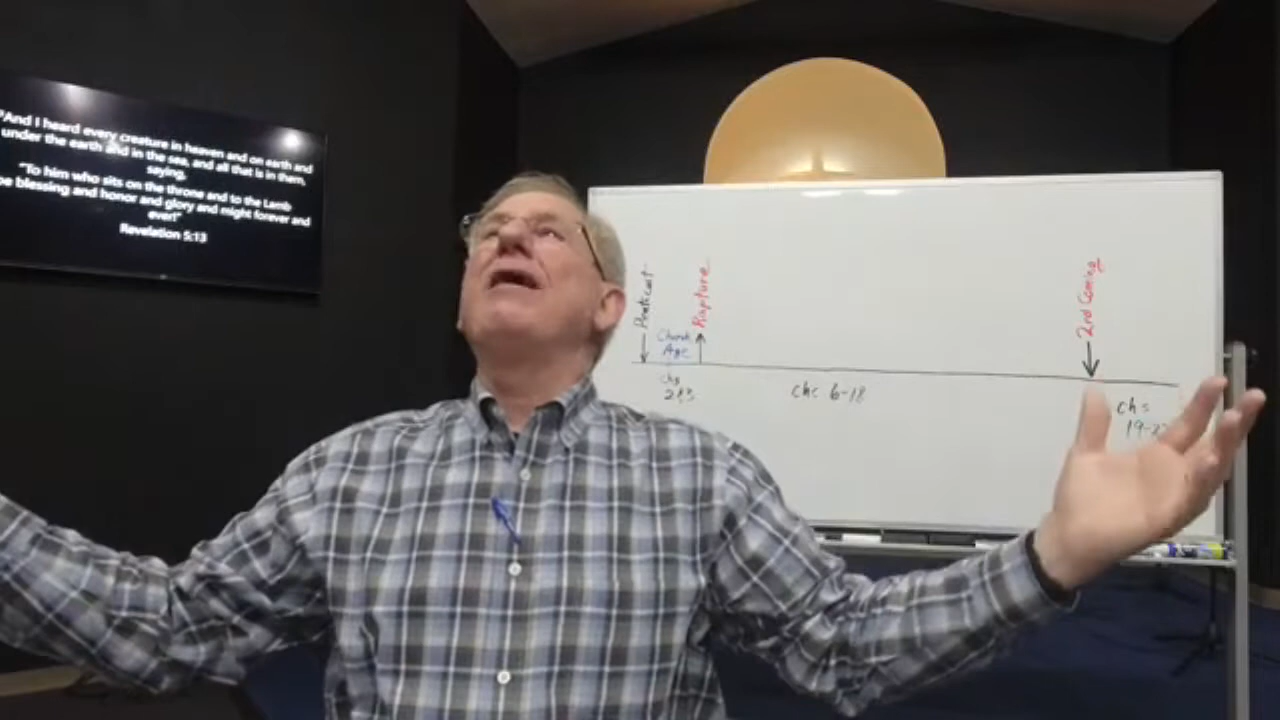 "And I heard every creature in heaven and on earth and
under the earth and in the sea, and all that is in them,
saying,
"To him who sits on the throne and to the Lamb
be blessing and honor and glory and might forever and
ever!"
Revelation 5:13
Rapture
2nd Coming
Church
Age
chs
2&3
chs 6-18
chs